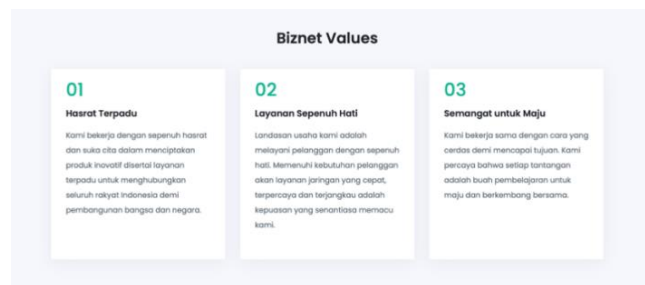 Biznet Values
01
Hasrat Terpadu
Kami bekerja dengan sepenuh hasrat
dan suka cita dalam menciptakan
produk inovatif disertai layanan
terpadu untuk menghubungkan
seluruh rakyat Indonesia demi
pembangunan bangsa dan negara.
02
Layanan Sepenuh Hati
Landasan usaha kami adalah
melayani pelanggan dengan sepenuh
hati. Memenuhi kebutuhan pelanggan
akan layanan jaringan yang cepat,
terpercaya dan terjangkau adalah
kepuasan yang senantiasa memacu
kami.
03
Semangat untuk Maju
Kami bekerja sama dengan cara yang
cerdas demi mencapai tujuan. Kami
percaya bahwa setiap tantangan
adalah buah pembelajaran untuk
maju dan berkembang bersama.